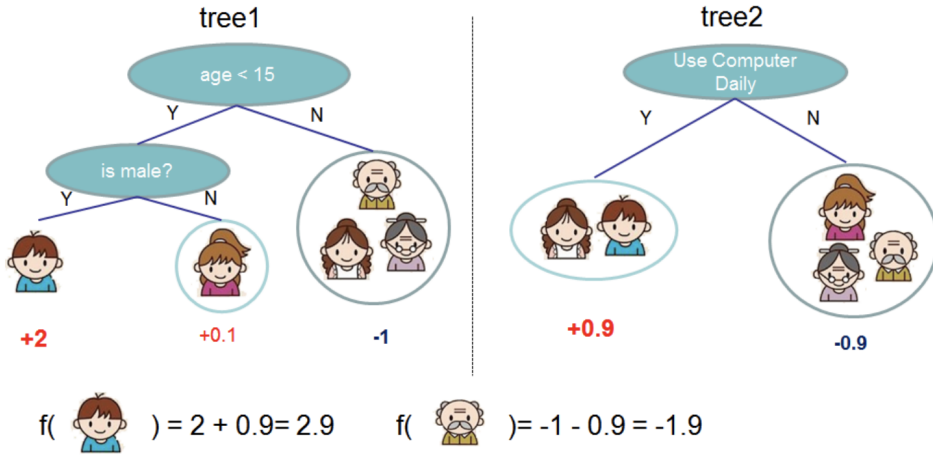 tree1
tree2
age < 15
Use Computer
Daily
Y
N
Y
N
is male?
Y
N
+2
+0.1
-1
+0.9
-0.9
f( ) = 2 + 0.9= 2.9
f( )= -1 - 0.9 = -1.9